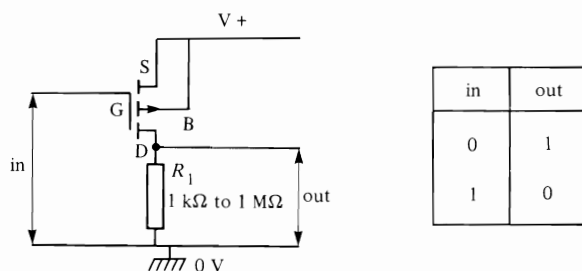 V +
S
G
B
D
in
R1
1 kΩ to 1 MΩ
out
0 V
in out
0 1
1 0